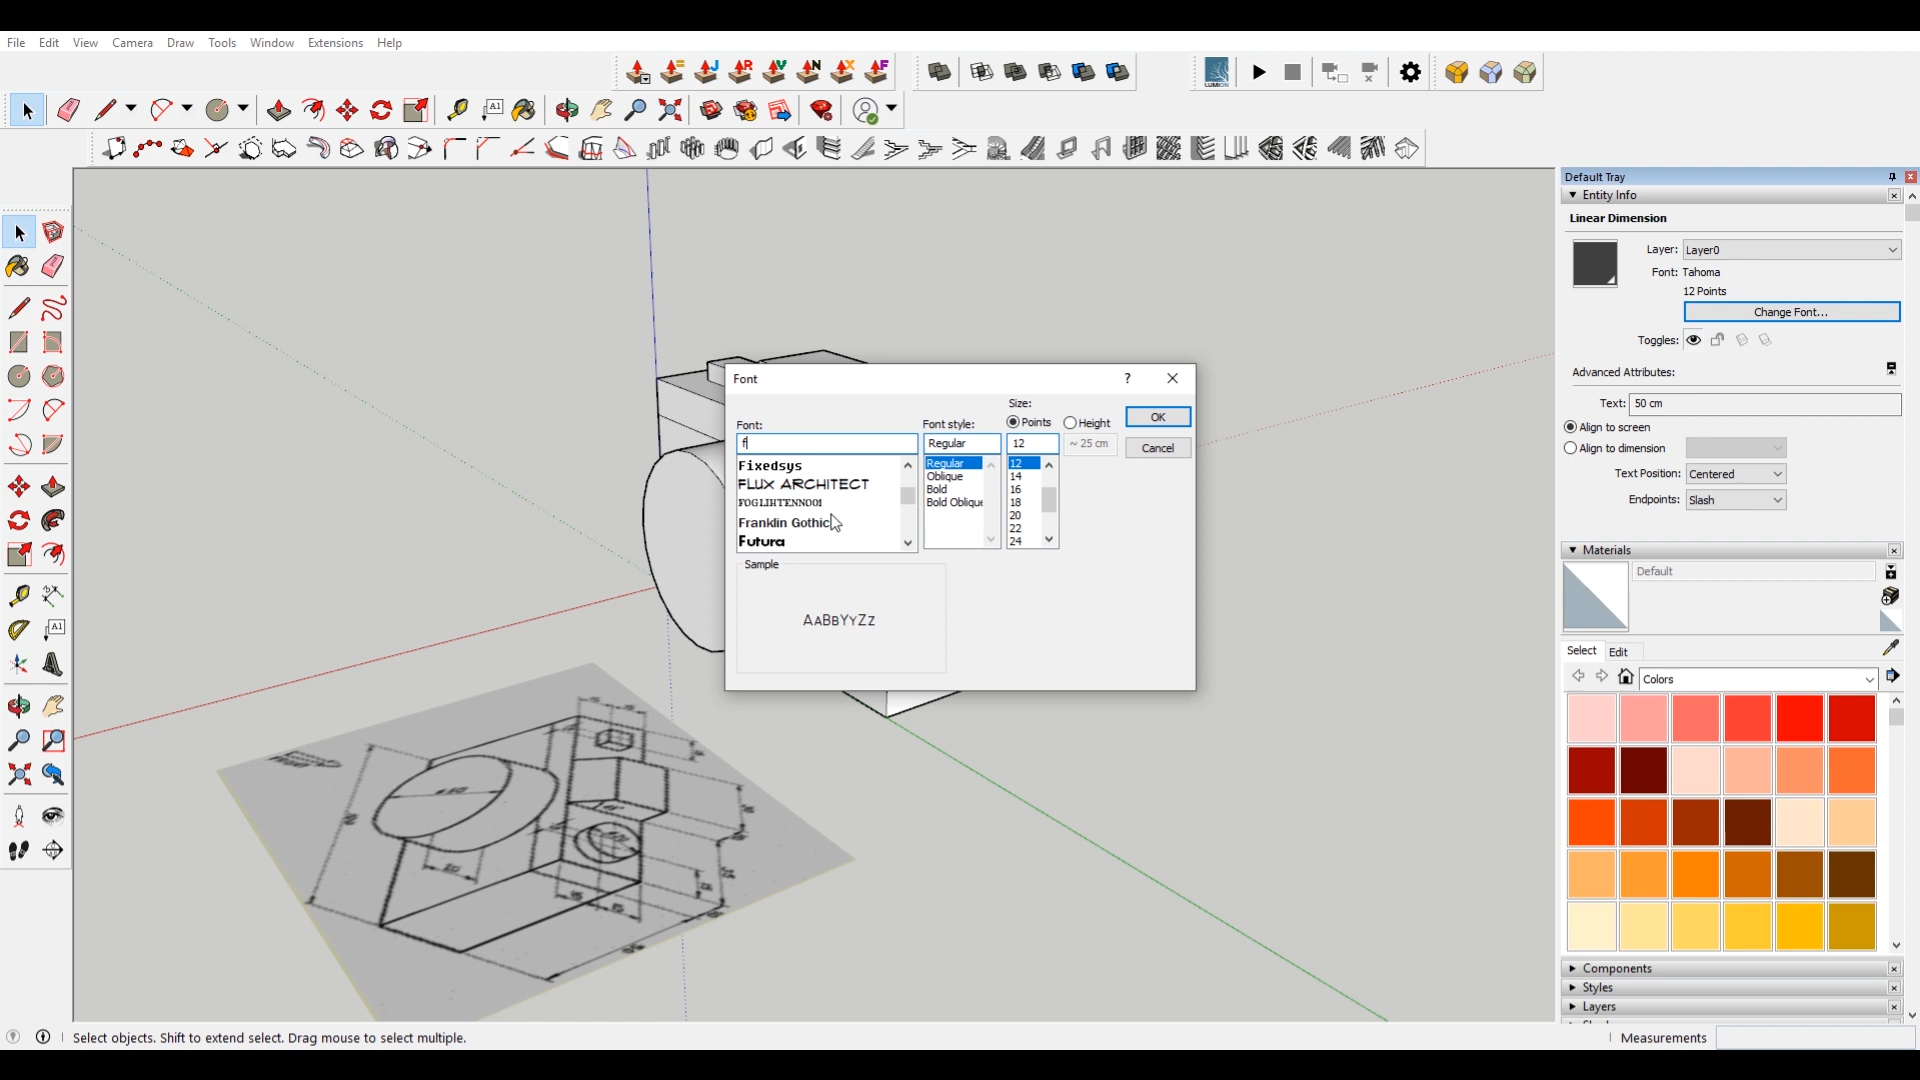 File Edit View Camera Draw Tools Window Extensions Help
J R V N X F
LUMION
A1
Default Tray
Entity Info
Linear Dimension
Layer: Layer0
Font: Tahoma
12 Points
Change Font...
Toggles:
Advanced Attributes:
Text: 50 cm
Align to screen
Align to dimension
Text Position: Centered
Endpoints: Slash
Materials
Default
Select Edit
Colors
Components
Styles
Layers
A1
Font ?
Font:
f
Fixedsys
FLUX ARCHITECT
FOGLIHTENNO01
Franklin Gothic
Futura
Font style:
Regular
Regular
Oblique
Bold
Bold Oblique
Size:
Points Height
12 ~ 25 cm
12
14
16
18
20
22
24
OK
Cancel
Sample
AABBYYZZ
Select objects. Shift to extend select. Drag mouse to select multiple.
Measurements